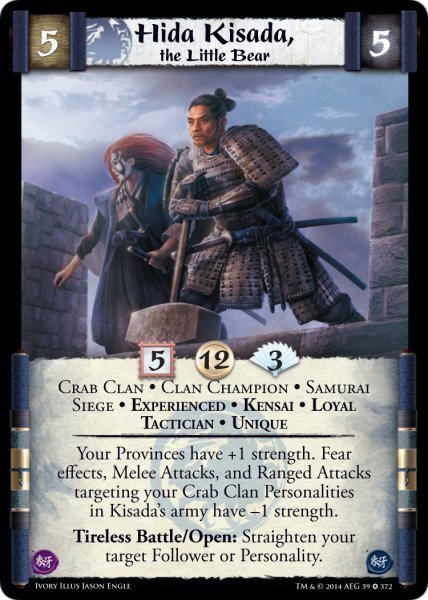 5
Hida Kisada,
the Little Bear
5
5
12
3
Crab Clan • Clan Champion • Samurai
Siege • Experienced • Kensai • Loyal
Tactician • Unique
Your Provinces have +1 strength. Fear
effects, Melee Attacks, and Ranged Attacks
targeting your Crab Clan Personalities
in Kisada's army have –1 strength.
Tireless Battle/Open: Straighten your
target Follower or Personality.
Ivory Illus Jason Engle
TM & © 2014 AEG S9 ✪ 372